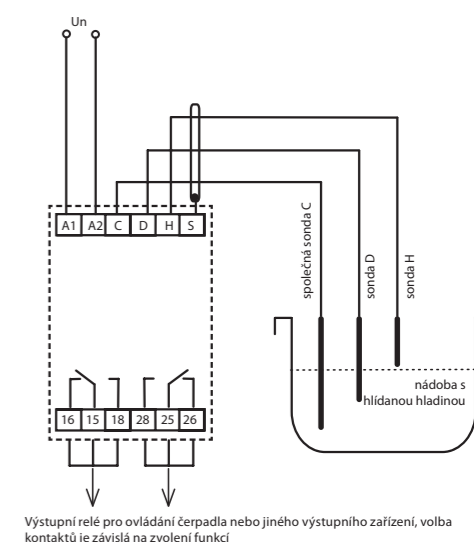 Un
A1 A2 C D H S
společná sonda C
sonda D
sonda H
nádoba s
hlídanou hladinou
16 15 18 28 25 26
Výstupní relé pro ovládání čerpadla nebo jiného výstupního zařízení, volba
kontaktů je závislá na zvolení funkcí